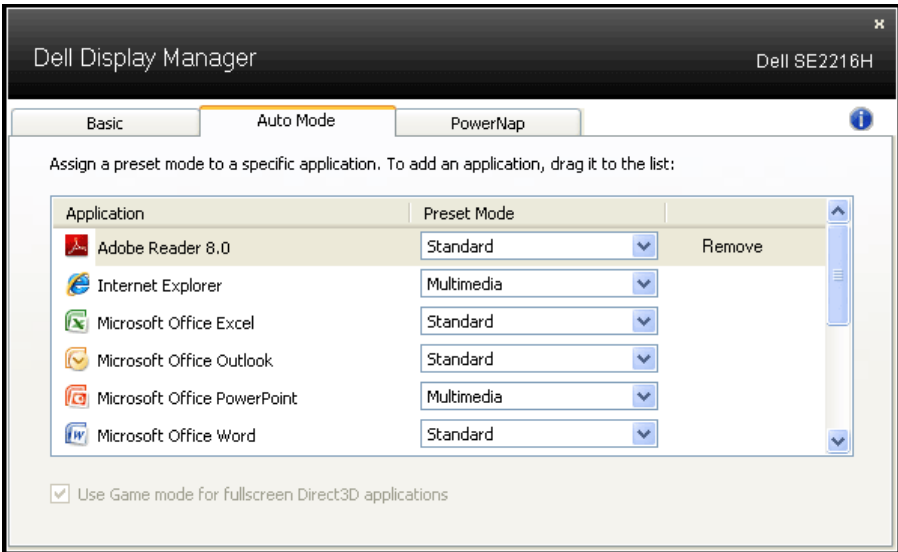 x
Dell Display Manager
Dell SE2216H
Basic
Auto Mode
PowerNap
Assign a preset mode to a specific application. To add an application, drag it to the list:
Application Preset Mode
Adobe Reader 8.0 Standard Remove
Internet Explorer Multimedia
Microsoft Office Excel Standard
Microsoft Office Outlook Standard
Microsoft Office PowerPoint Multimedia
Microsoft Office Word Standard
Use Game mode for fullscreen Direct3D applications